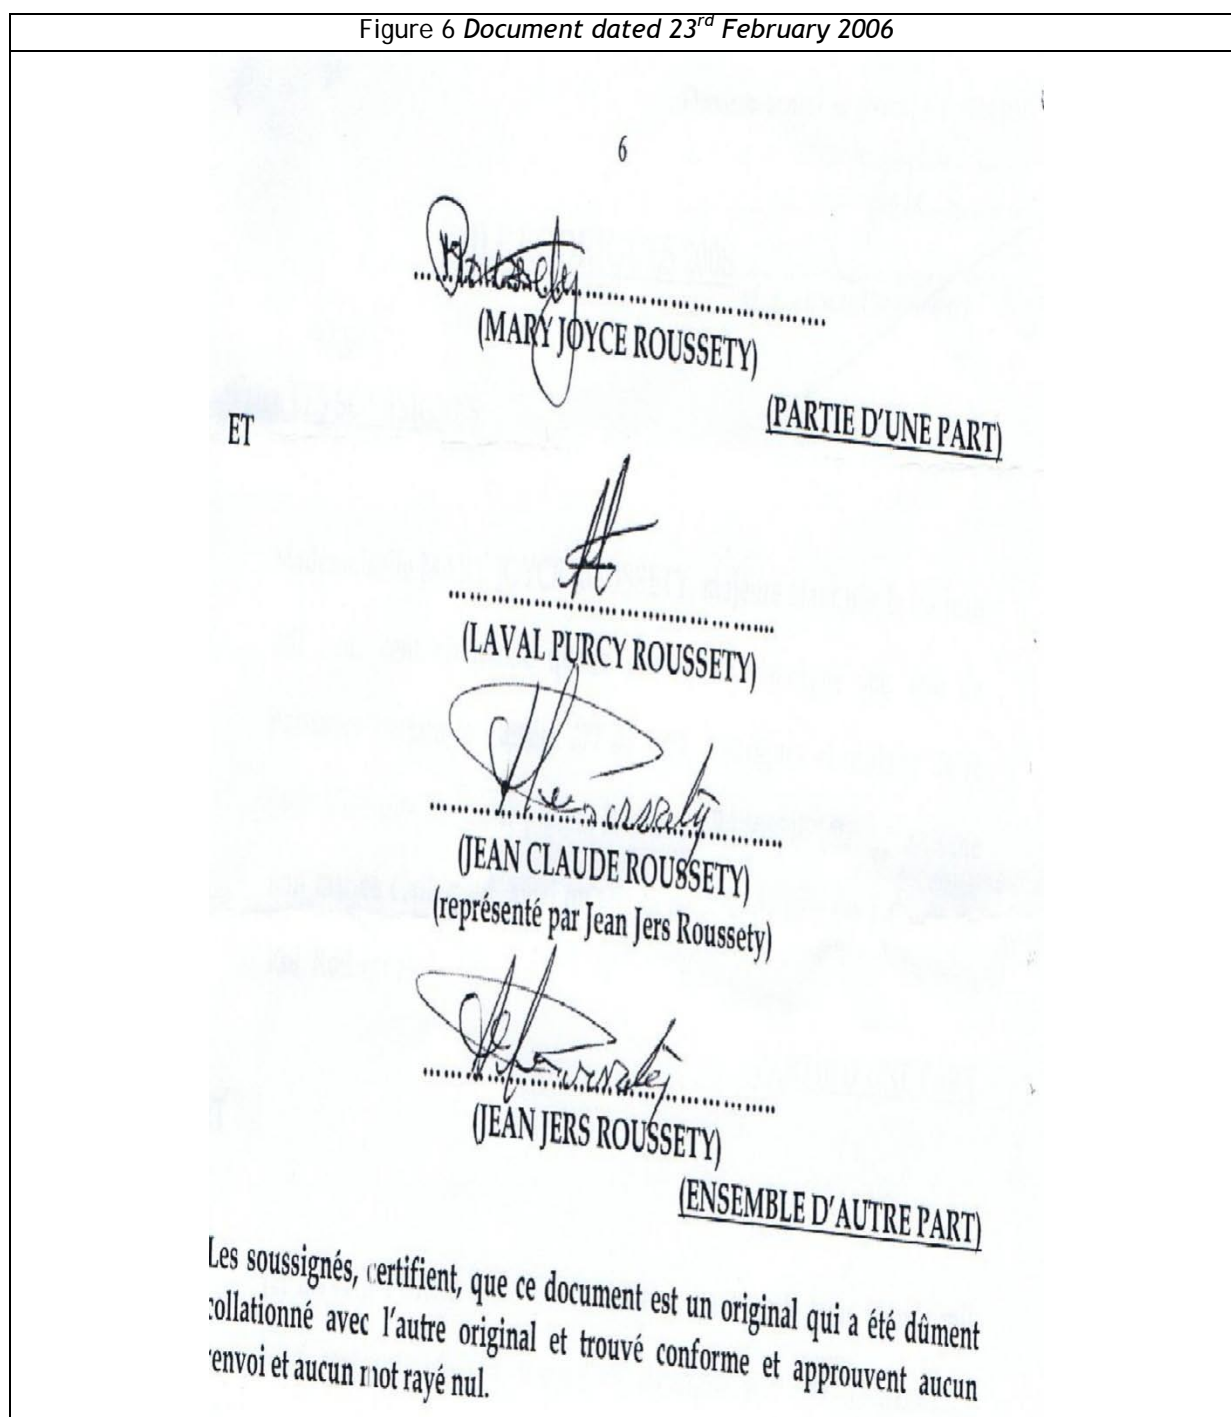 Figure 6 Document dated 23rd February 2006
6
Roussety
(MARY JOYCE ROUSSETY)
(PARTIE D'UNE PART)
ET
(LAVAL PURCY ROUSSETY)
Roussety
(JEAN CLAUDE ROUSSETY)
(représenté par Jean Jers Roussety)
Roussety
(JEAN JERS ROUSSETY)
(ENSEMBLE D'AUTRE PART)
Les soussignés, certifient, que ce document est un original qui a été dûment
collationné avec l'autre original et trouvé conforme et approuvent aucun
renvoi et aucun mot rayé nul.